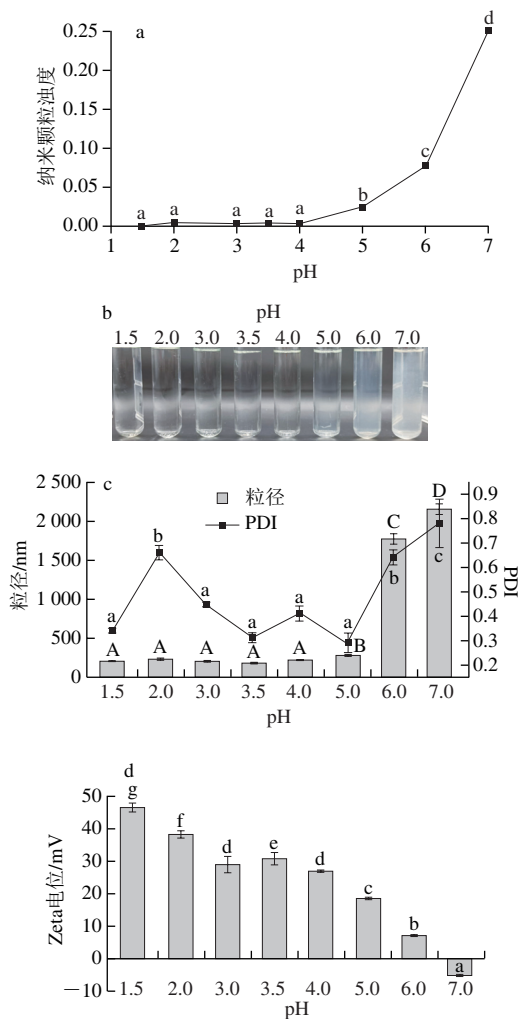 a
纳米颗粒浊度
0.25
0.20
0.15
0.10
0.05
0.00
a a a a a b c d
1 2 3 4 5 6 7
pH
b
pH
1.5 2.0 3.0 3.5 4.0 5.0 6.0 7.0
c
粒径
PDI
粒径/nm
2 500
2 000
1 500
1 000
500
0
PDI
0.9
0.8
0.7
0.6
0.5
0.4
0.3
0.2
a b a a a a b c
A A A A A B C D
1.5 2.0 3.0 3.5 4.0 5.0 6.0 7.0
pH
d
Zeta电位/mV
50
40
30
20
10
0
－10
g f d e d c b a
1.5 2.0 3.0 3.5 4.0 5.0 6.0 7.0
pH